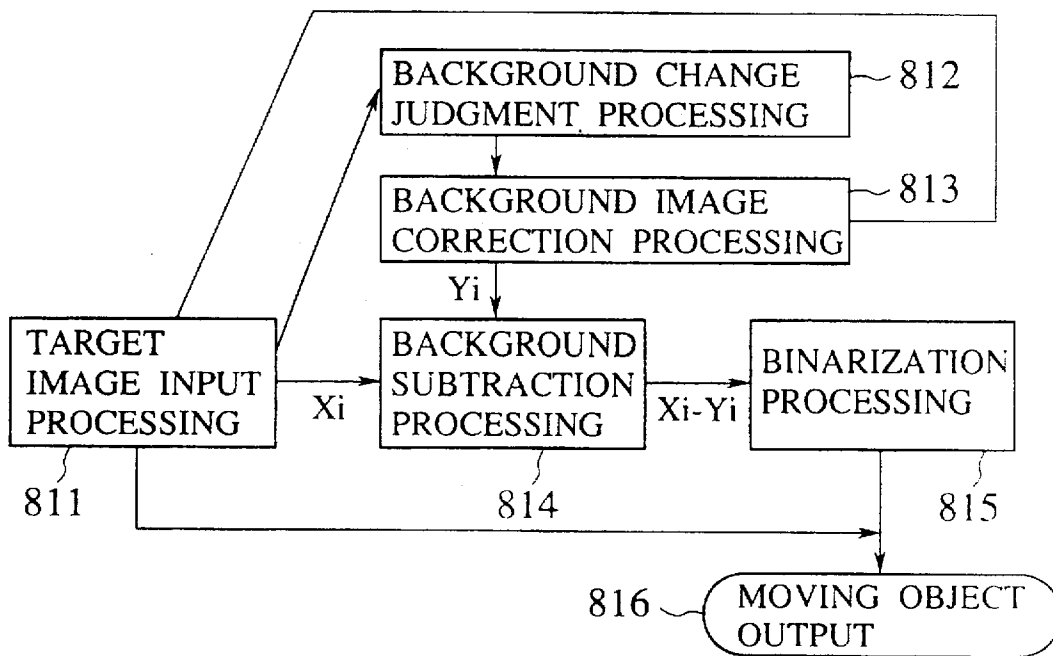 BACKGROUND CHANGE
JUDGMENT PROCESSING
812
BACKGROUND IMAGE
CORRECTION PROCESSING
813
Yi
TARGET
IMAGE INPUT
PROCESSING
811
Xi
BACKGROUND
SUBTRACTION
PROCESSING
814
Xi-Yi
BINARIZATION
PROCESSING
815
816
MOVING OBJECT
OUTPUT